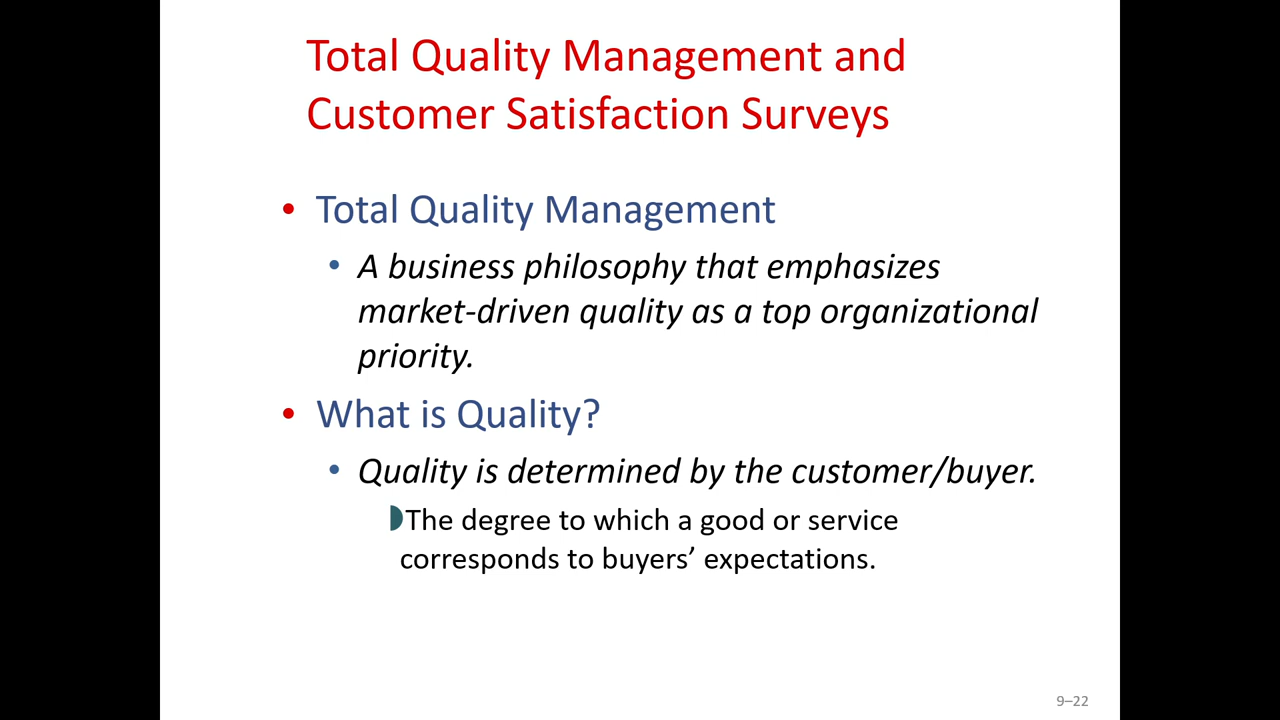 Total Quality Management and
Customer Satisfaction Surveys
• Total Quality Management
• A business philosophy that emphasizes
market-driven quality as a top organizational
priority.
• What is Quality?
• Quality is determined by the customer/buyer.
◗The degree to which a good or service
corresponds to buyers’ expectations.
9–22